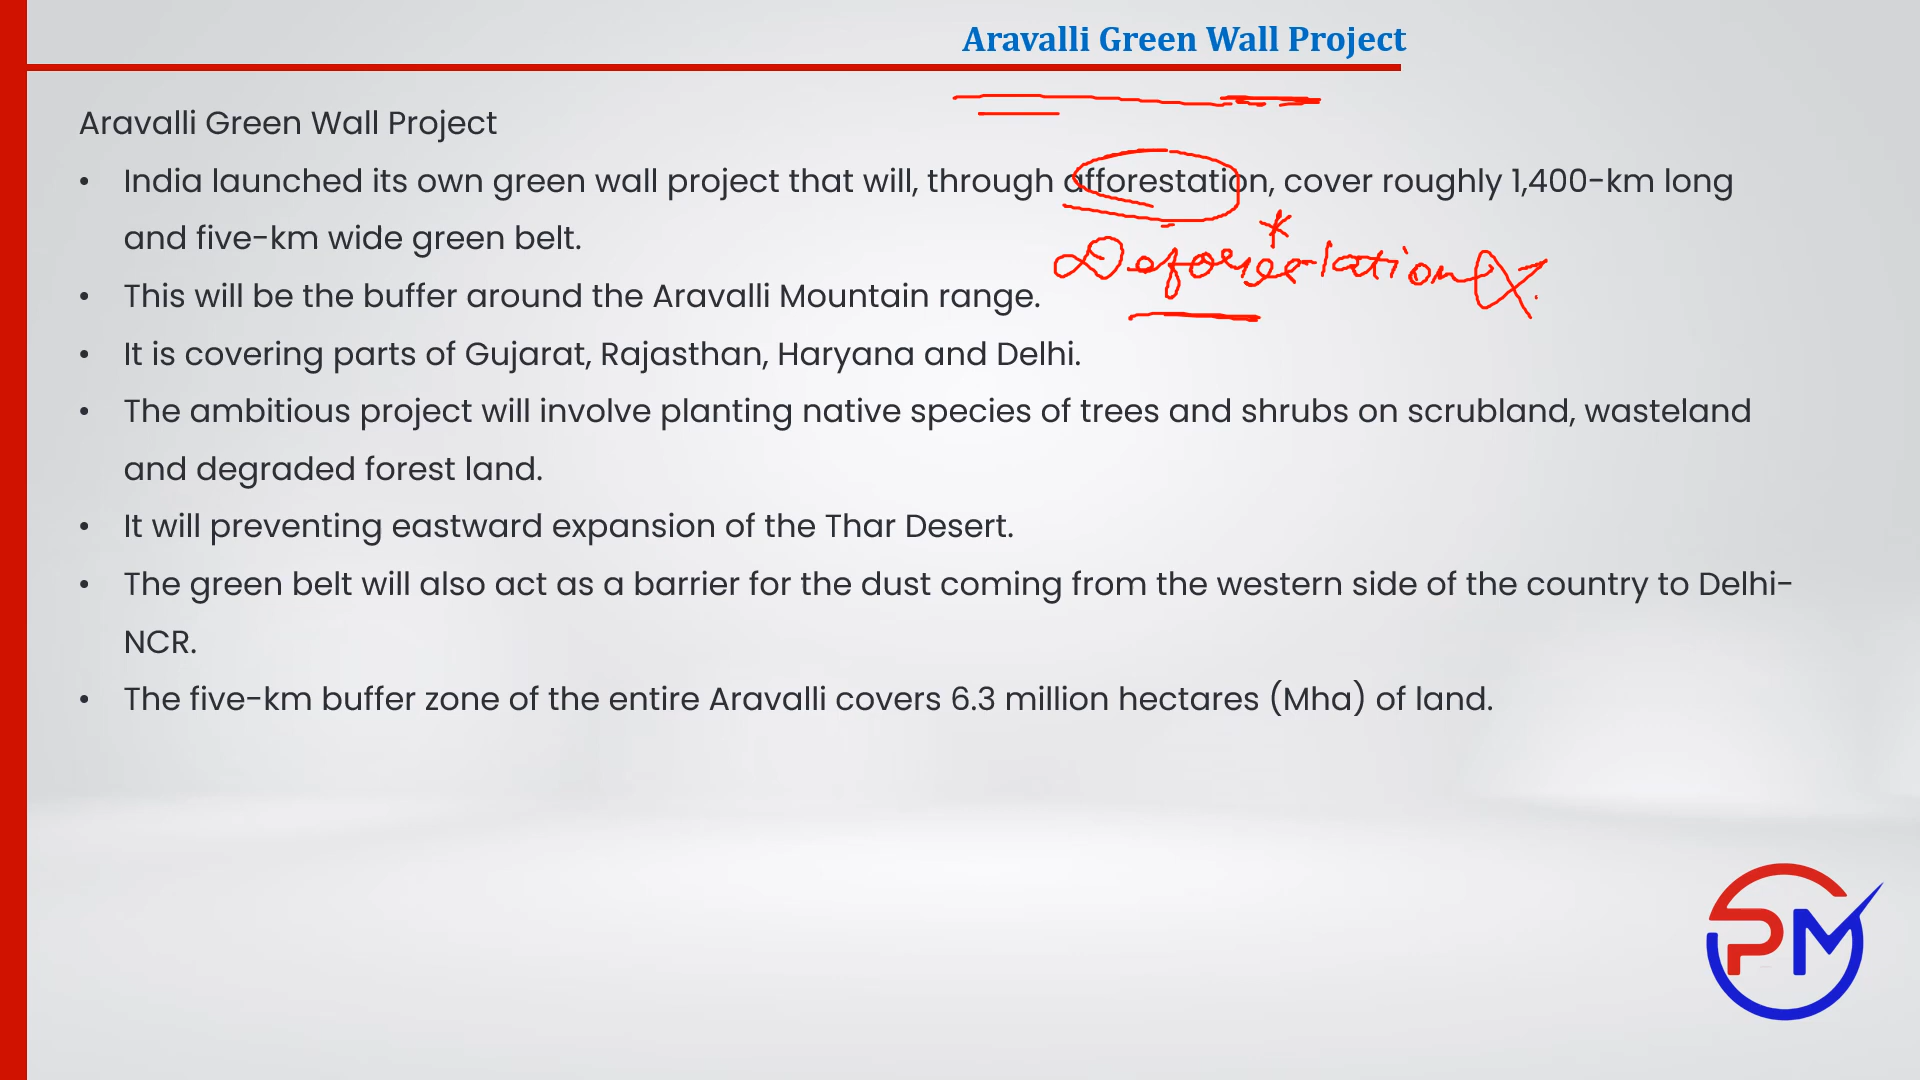 Aravalli Green Wall Project
Aravalli Green Wall Project
• India launched its own green wall project that will, through afforestation, cover roughly 1,400-km long
and five-km wide green belt.
Deforestation
• This will be the buffer around the Aravalli Mountain range.
• It is covering parts of Gujarat, Rajasthan, Haryana and Delhi.
• The ambitious project will involve planting native species of trees and shrubs on scrubland, wasteland
and degraded forest land.
• It will preventing eastward expansion of the Thar Desert.
• The green belt will also act as a barrier for the dust coming from the western side of the country to Delhi-
NCR.
• The five-km buffer zone of the entire Aravalli covers 6.3 million hectares (Mha) of land.
PM